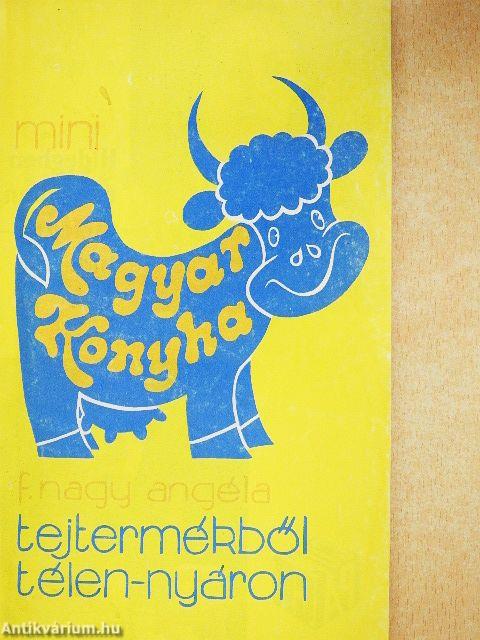 mini
Magyar
Konyha
f. nagy angéla
tejtermékből
télen-nyáron
Antikvárium.hu